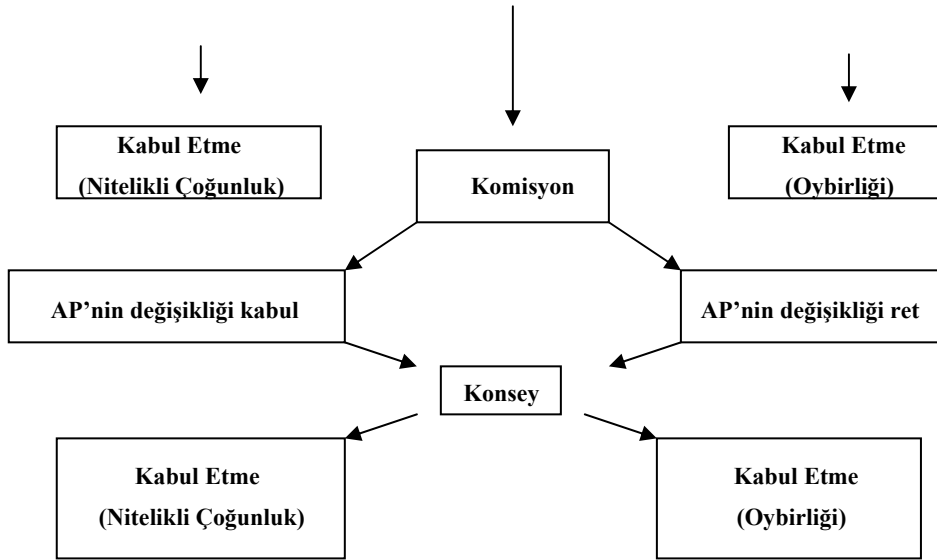 Kabul Etme
(Nitelikli Çoğunluk)
Komisyon
Kabul Etme
(Oybirliği)
AP’nin değişikliği kabul
AP’nin değişikliği ret
Konsey
Kabul Etme
(Nitelikli Çoğunluk)
Kabul Etme
(Oybirliği)